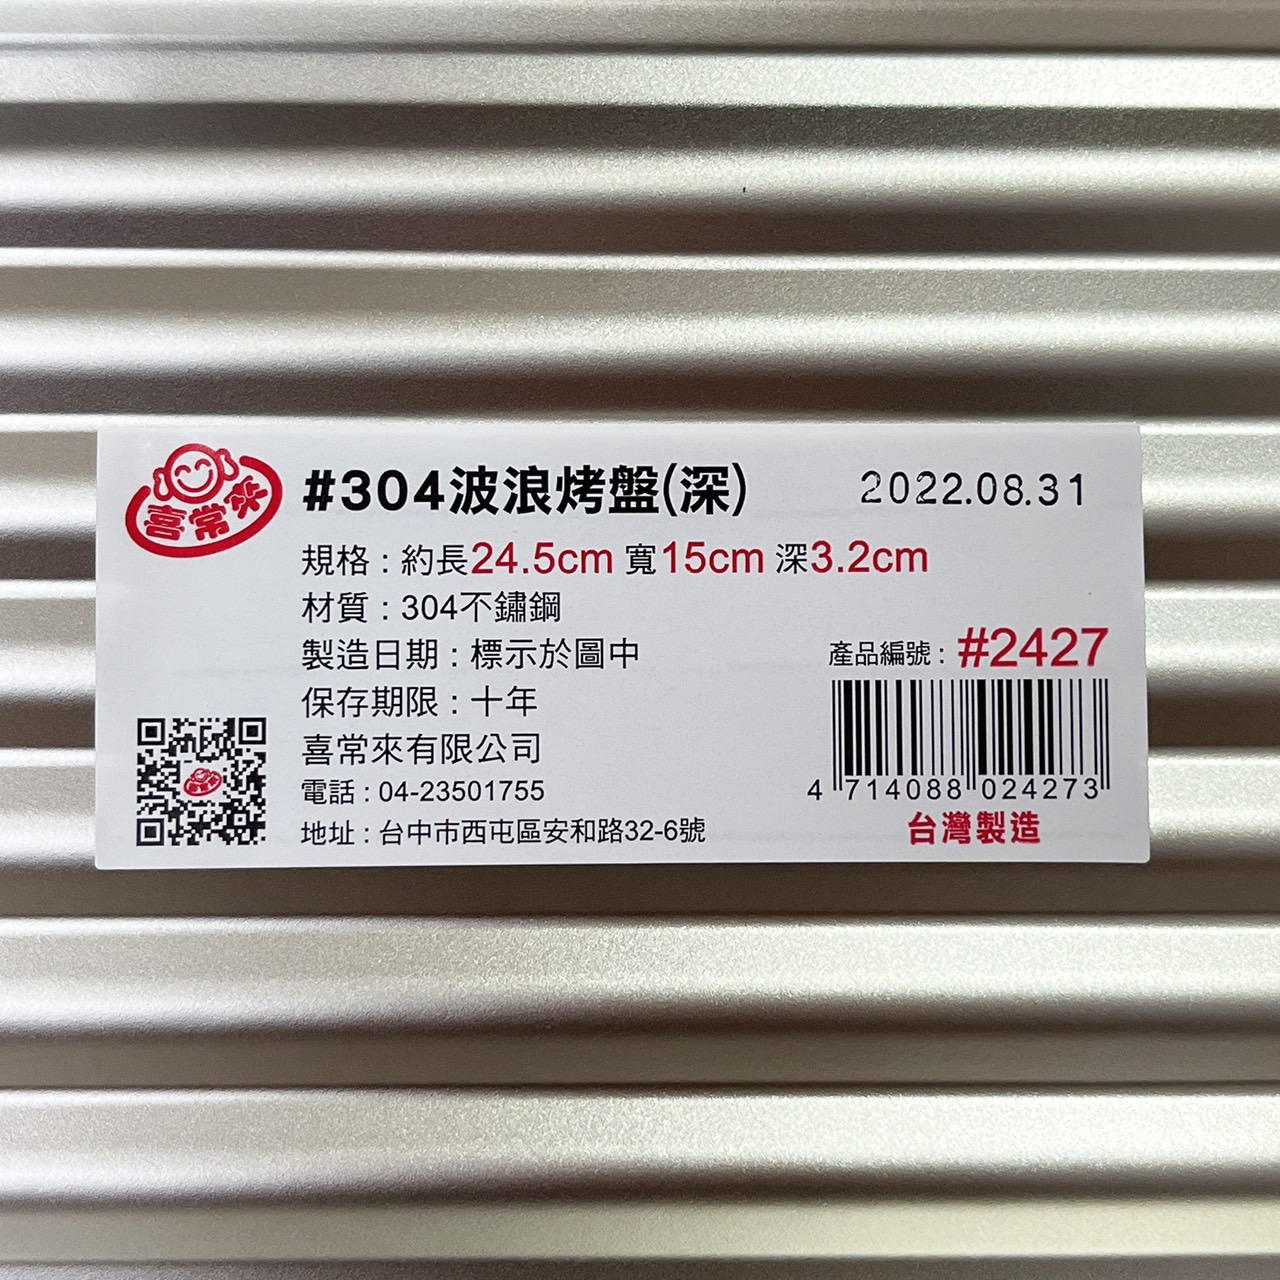 喜常來
#304波浪烤盤(深)
2022.08.31
規格：約長24.5cm 寬15cm 深3.2cm
材質：304不鏽鋼
製造日期：標示於圖中
產品編號：#2427
保存期限：十年
喜常來有限公司
電話：04-23501755
地址：台中市西屯區安和路32-6號
4 714088 024273
台灣製造